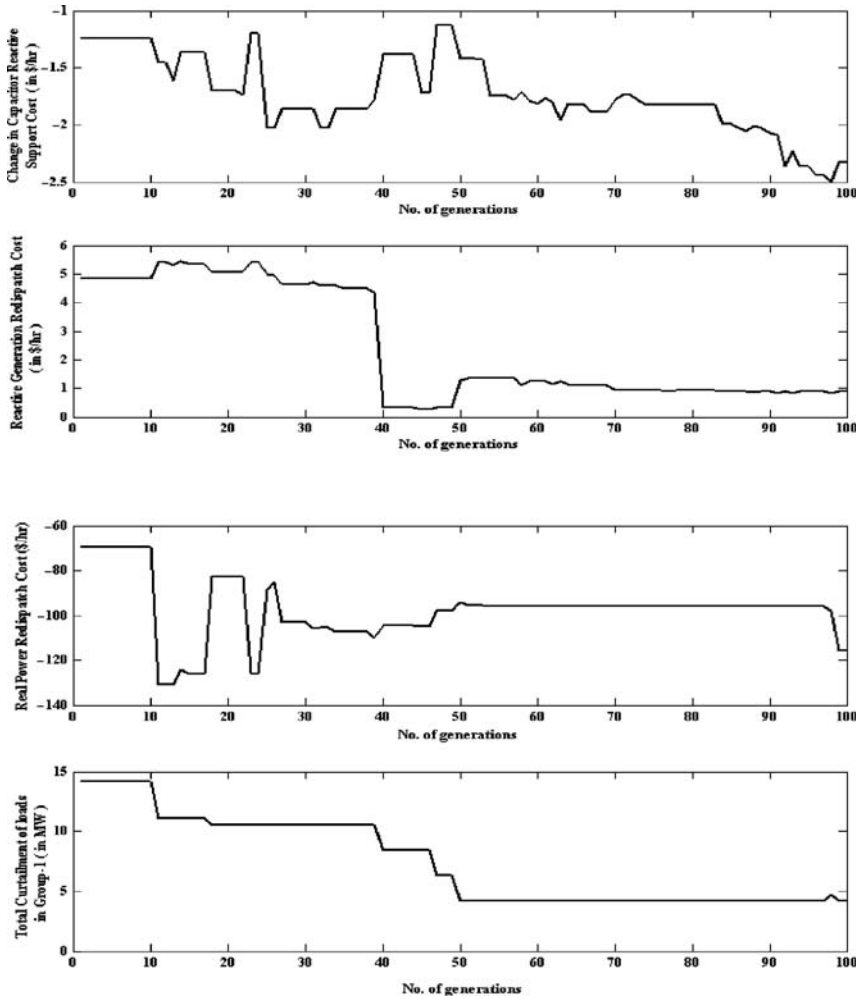 Change in Capacitor Reactive
Support Cost ( in $/hr )
−1
−1.5
−2
−2.5
0 10 20 30 40 50 60 70 80 90 100
No. of generations
Reactive Generation Redispatch Cost
( in $/hr )
6
5
4
3
2
1
0
0 10 20 30 40 50 60 70 80 90 100
No. of generations
Real Power Redispatch Cost ($/hr)
−60
−80
−100
−120
−140
0 10 20 30 40 50 60 70 80 90 100
No. of generations
Total Curtailment of loads
in Group-1 ( in MW )
15
10
5
0
0 10 20 30 40 50 60 70 80 90 100
No. of generations